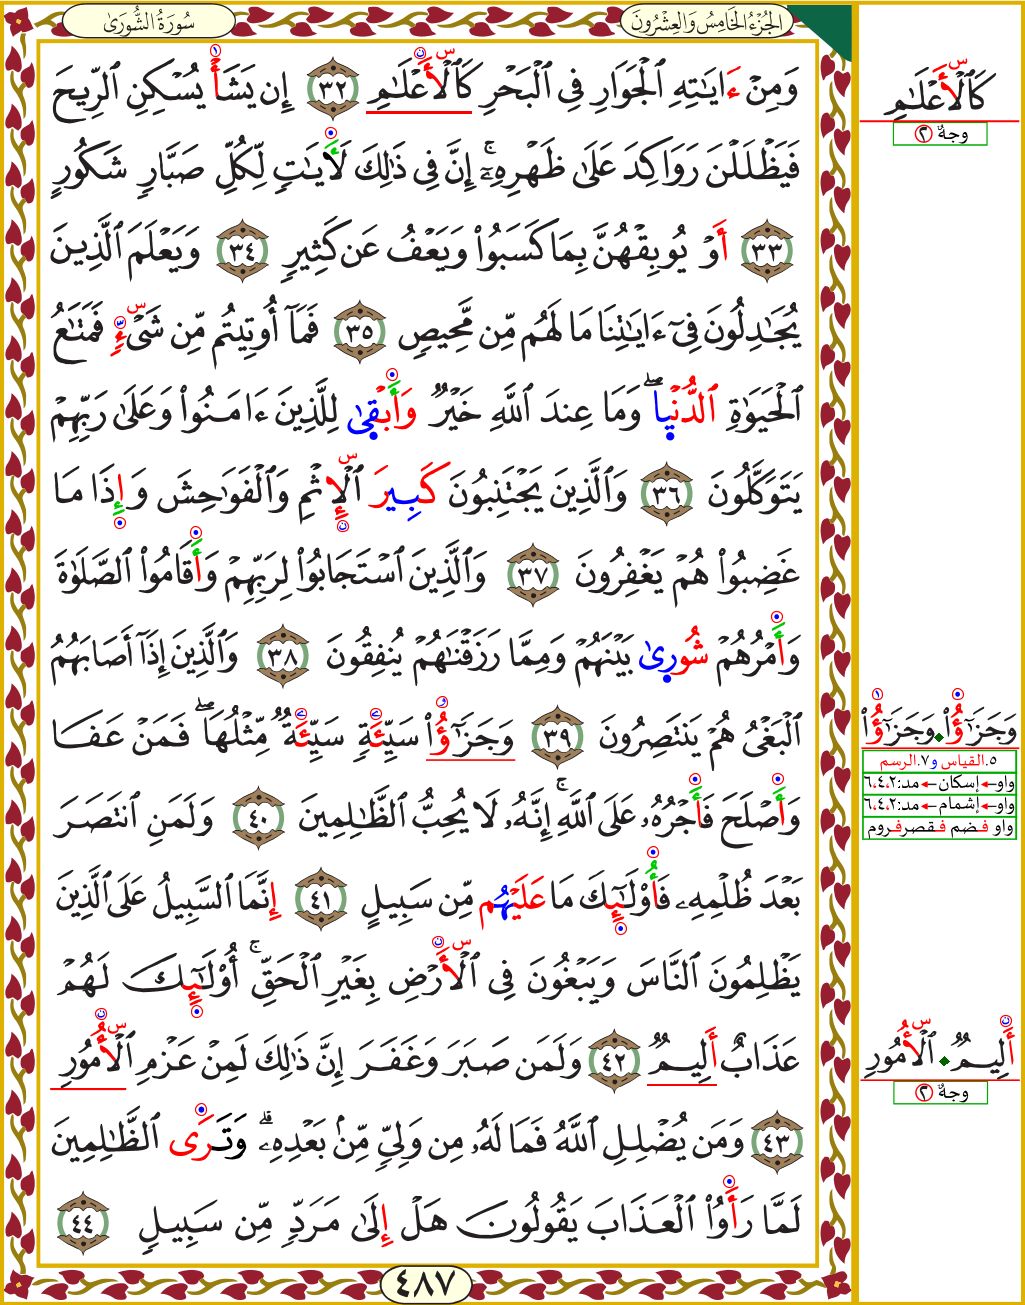 الجُزْءُ الخَامِسُ وَالعِشْرُونَ
سُورَةُ الشُّورَىٰ
وَمِنۡ ءَايَٰتِهِ ٱلۡجَوَارِ فِي ٱلۡبَحۡرِ كَٱلۡأَعۡلَٰمِ ٣٢ إِن يَشَأۡ يُسۡكِنِ ٱلرِّيحَ
فَيَظۡلَلۡنَ رَوَاكِدَ عَلَىٰ ظَهۡرِهِۦٓۚ إِنَّ فِي ذَٰلِكَ لَأٓيَٰتٖ لِّكُلِّ صَبَّارٖ شَكُورٍ
٣٣ أَوۡ يُوبِقۡهُنَّ بِمَا كَسَبُواْ وَيَعۡفُ عَن كَثِيرٖ ٣٤ وَيَعۡلَمَ ٱلَّذِينَ
يُجَٰدِلُونَ فِيٓ ءَايَٰتِنَا مَا لَهُم مِّن مَّحِيصٖ ٣٥ فَمَآ أُوتِيتُم مِّن شَيۡءٖ فَمَتَٰعُ
ٱلۡحَيَوٰةِ ٱلدُّنۡيَاۖ وَمَا عِندَ ٱللَّهِ خَيۡرٞ وَأَبۡقَىٰ لِلَّذِينَ ءَامَنُواْ وَعَلَىٰ رَبِّهِمۡ
يَتَوَكَّلُونَ ٣٦ وَٱلَّذِينَ يَجۡتَنِبُونَ كَبِيرَ ٱلۡإِثۡمِ وَٱلۡفَوَٰحِشَ وَإِذَا مَا
غَضِبُواْ هُمۡ يَغۡفِرُونَ ٣٧ وَٱلَّذِينَ ٱسۡتَجَابُواْ لِرَبِّهِمۡ وَأَقَامُواْ ٱلصَّلَوٰةَ
وَأَمۡرُهُمۡ شُورَىٰ بَيۡنَهُمۡ وَمِمَّا رَزَقۡنَٰهُمۡ يُنفِقُونَ ٣٨ وَٱلَّذِينَ إِذَآ أَصَابَهُمُ
ٱلۡبَغۡيُ هُمۡ يَنتَصِرُونَ ٣٩ وَجَزَٰٓؤُاْ سَيِّئَةٖ سَيِّئَةٞ مِّثۡلُهَاۖ فَمَنۡ عَفَا
وَأَصۡلَحَ فَأَجۡرُهُۥ عَلَى ٱللَّهِۚ إِنَّهُۥ لَا يُحِبُّ ٱلظَّٰلِمِينَ ٤٠ وَلَمَنِ ٱنتَصَرَ
بَعۡدَ ظُلۡمِهِۦ فَأُوْلَٰٓئِكَ مَا عَلَيۡهُم مِّن سَبِيلٍ ٤١ إِنَّمَا ٱلسَّبِيلُ عَلَى ٱلَّذِينَ
يَظۡلِمُونَ ٱلنَّاسَ وَيَبۡغُونَ فِي ٱلۡأَرۡضِ بِغَيۡرِ ٱلۡحَقِّۚ أُوْلَٰٓئِكَ لَهُمۡ
عَذَابٌ أَلِيمٞ ٤٢ وَلَمَن صَبَرَ وَغَفَرَ إِنَّ ذَٰلِكَ لَمِنۡ عَزۡمِ ٱلۡأُمُورِ
٤٣ وَمَن يُضۡلِلِ ٱللَّهُ فَمَا لَهُۥ مِن وَلِيّٖ مِّنۢ بَعۡدِهِۦۗ وَتَرَى ٱلظَّٰلِمِينَ
لَمَّا رَأَوُاْ ٱلۡعَذَابَ يَقُولُونَ هَلۡ إِلَىٰ مَرَدّٖ مِّن سَبِيلٖ ٤٤
٤٨٧
كَٱلۡأَعۡلَٰمِ
وجهٌ ٢
وَجَزَٰٓؤُاْ وَجَزَٰٓؤُاْ
٥.القياس و٧.الرسم
واو←إسكان←مد:٦،٤،٢
واو←إشمام←مد:٦،٤،٢
واو فضم فقصرفروم
أَلِيمٞ ٱلۡأُمُورِ
وجهٌ ٢